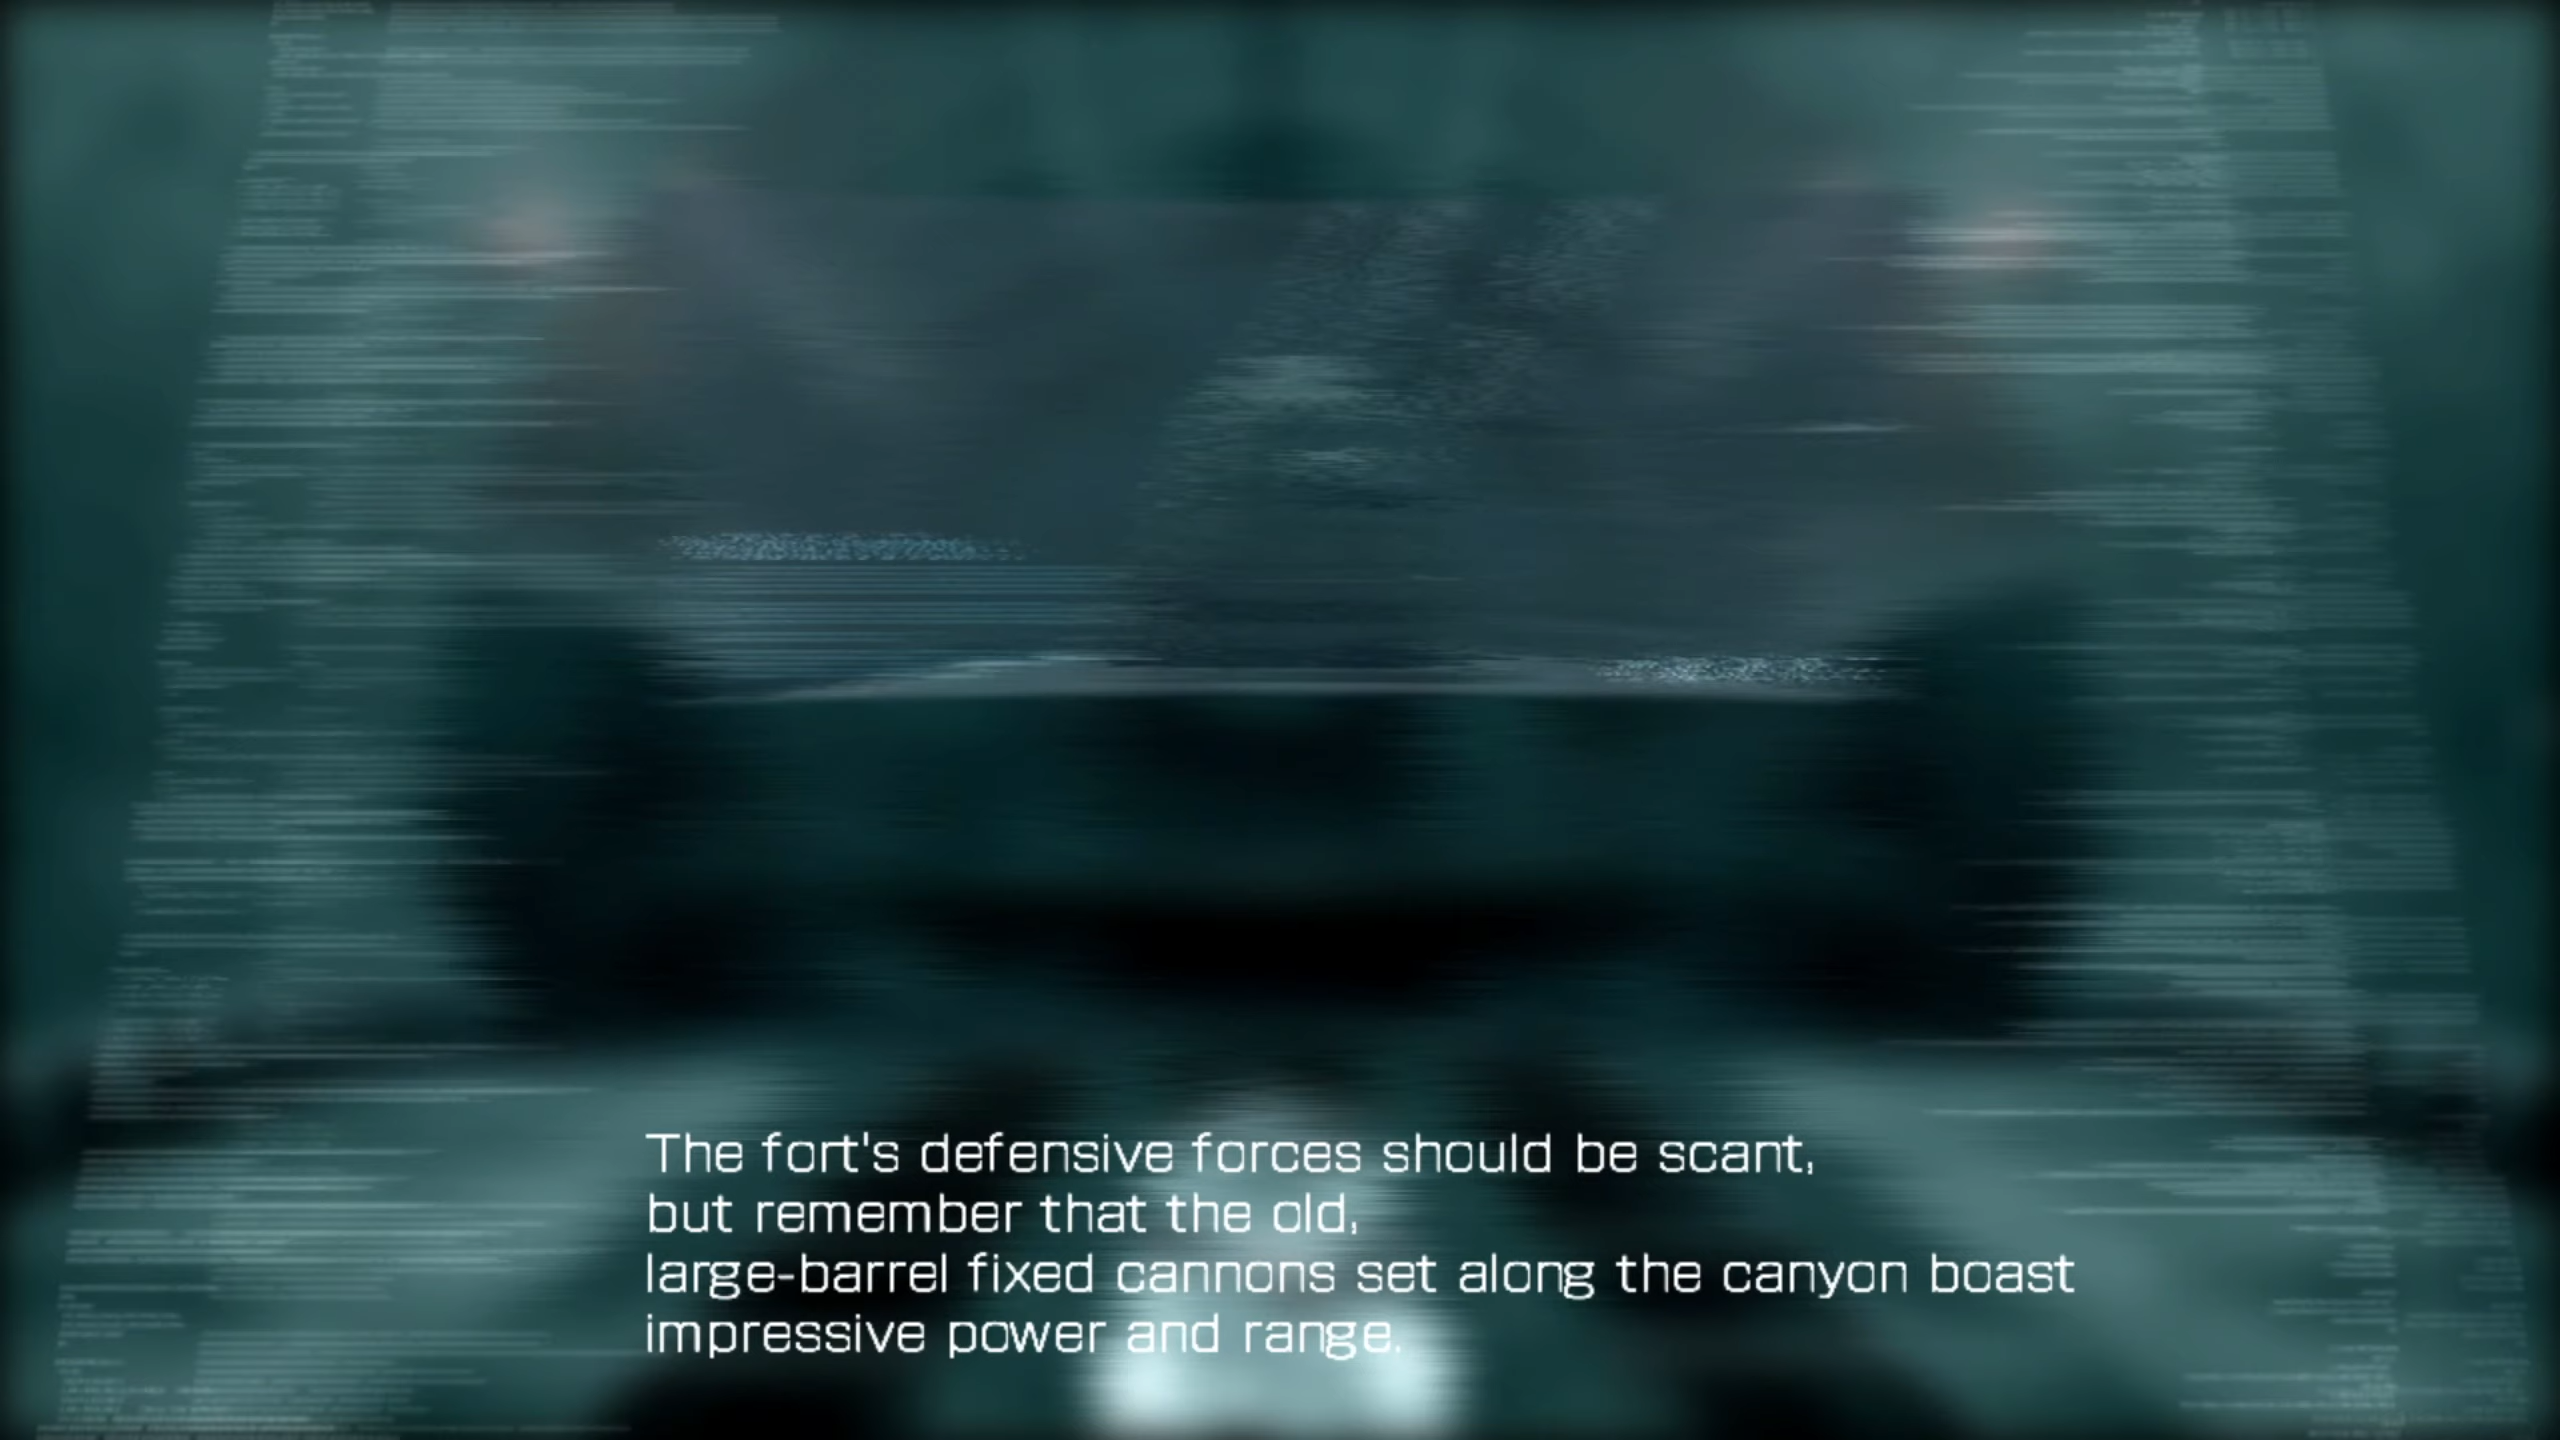 The fort's defensive forces should be scant,
but remember that the old,
large-barrel fixed cannons set along the canyon boast
impressive power and range.